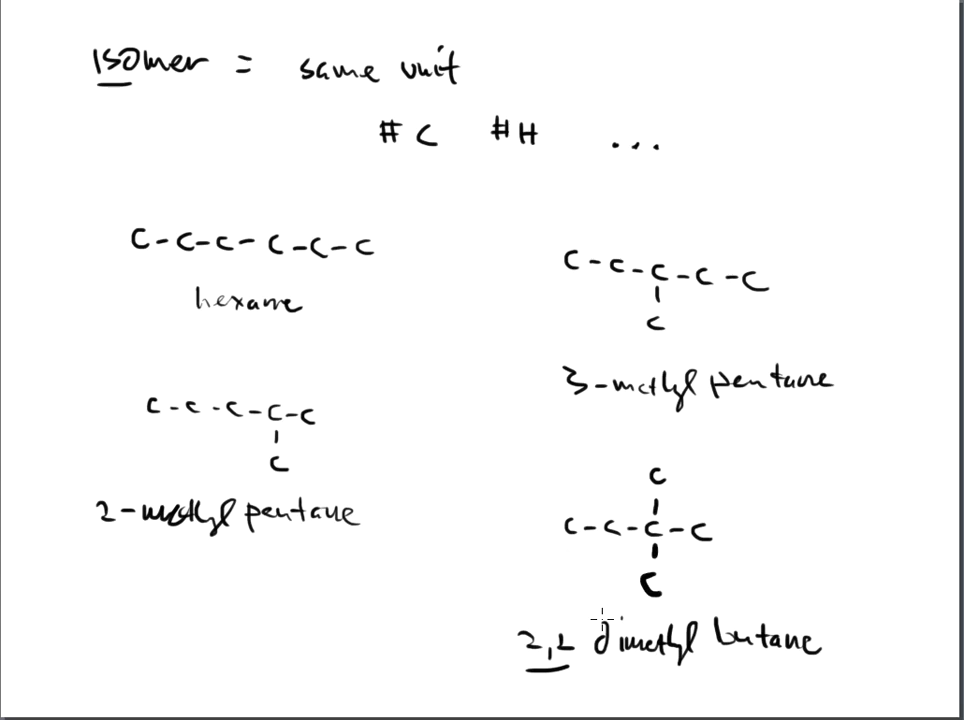 Isomer = same unit
# C # H ...
C-C-C-C-C-C
hexane
C-C-C-C-C
C
3-methyl pentane
C-C-C-C-C
C
2-methyl pentane
C
C-C-C-C
C
2,2 dimethyl butane